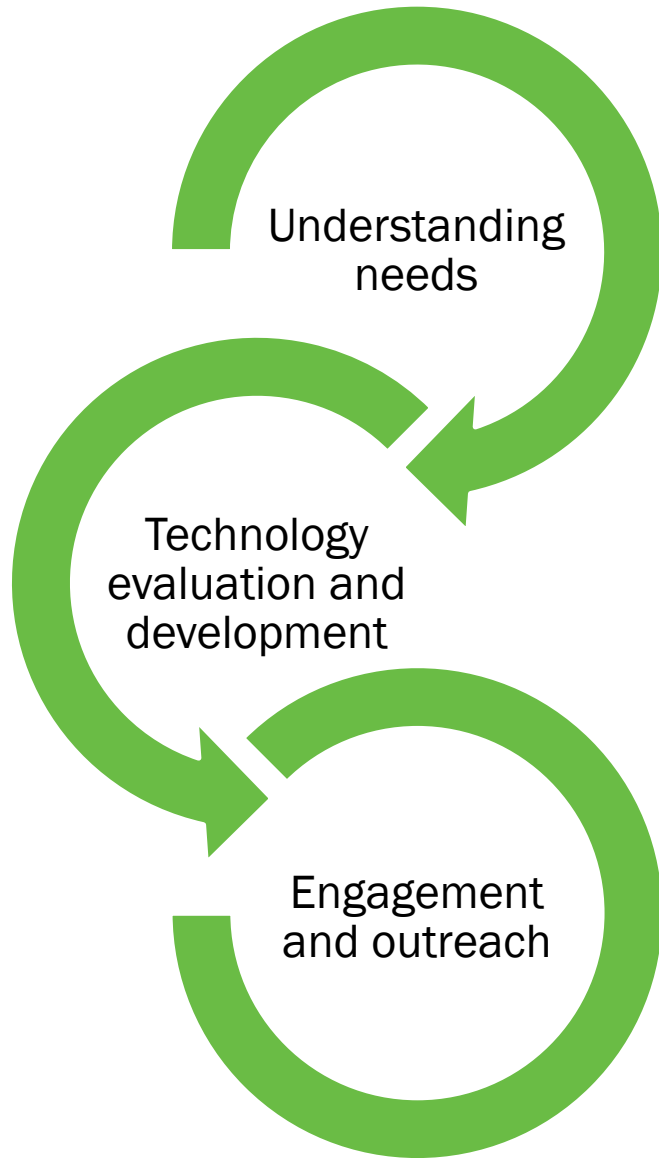 Understanding
needs
Technology
evaluation and
development
Engagement
and outreach